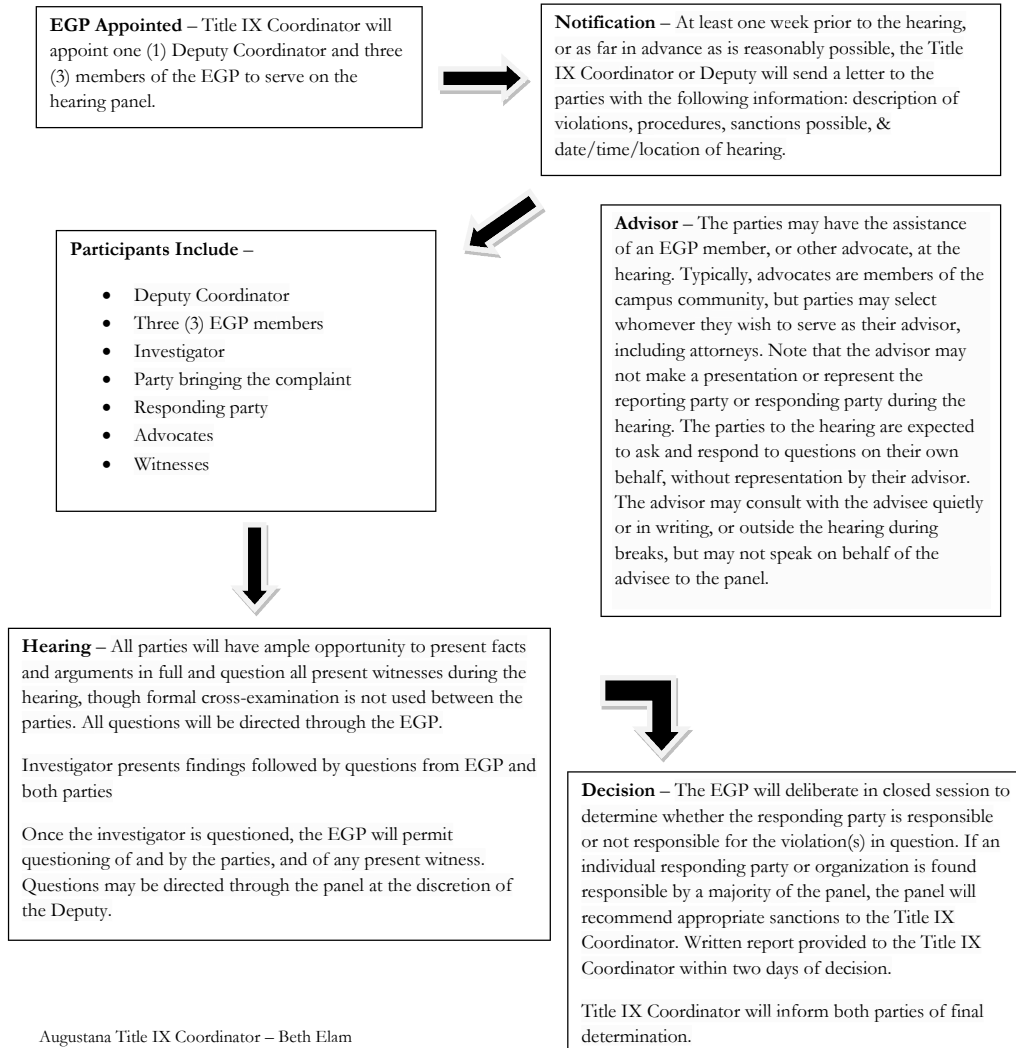 EGP Appointed – Title IX Coordinator will
appoint one (1) Deputy Coordinator and three
(3) members of the EGP to serve on the
hearing panel.
Notification – At least one week prior to the hearing,
or as far in advance as is reasonably possible, the Title
IX Coordinator or Deputy will send a letter to the
parties with the following information: description of
violations, procedures, sanctions possible, &
date/time/location of hearing.
Participants Include –
• Deputy Coordinator
• Three (3) EGP members
• Investigator
• Party bringing the complaint
• Responding party
• Advocates
• Witnesses
Advisor – The parties may have the assistance
of an EGP member, or other advocate, at the
hearing. Typically, advocates are members of the
campus community, but parties may select
whomever they wish to serve as their advisor,
including attorneys. Note that the advisor may
not make a presentation or represent the
reporting party or responding party during the
hearing. The parties to the hearing are expected
to ask and respond to questions on their own
behalf, without representation by their advisor.
The advisor may consult with the advisee quietly
or in writing, or outside the hearing during
breaks, but may not speak on behalf of the
advisee to the panel.
Hearing – All parties will have ample opportunity to present facts
and arguments in full and question all present witnesses during the
hearing, though formal cross-examination is not used between the
parties. All questions will be directed through the EGP.
Investigator presents findings followed by questions from EGP and
both parties
Once the investigator is questioned, the EGP will permit
questioning of and by the parties, and of any present witness.
Questions may be directed through the panel at the discretion of
the Deputy.
Decision – The EGP will deliberate in closed session to
determine whether the responding party is responsible
or not responsible for the violation(s) in question. If an
individual responding party or organization is found
responsible by a majority of the panel, the panel will
recommend appropriate sanctions to the Title IX
Coordinator. Written report provided to the Title IX
Coordinator within two days of decision.
Title IX Coordinator will inform both parties of final
determination.
Augustana Title IX Coordinator – Beth Elam